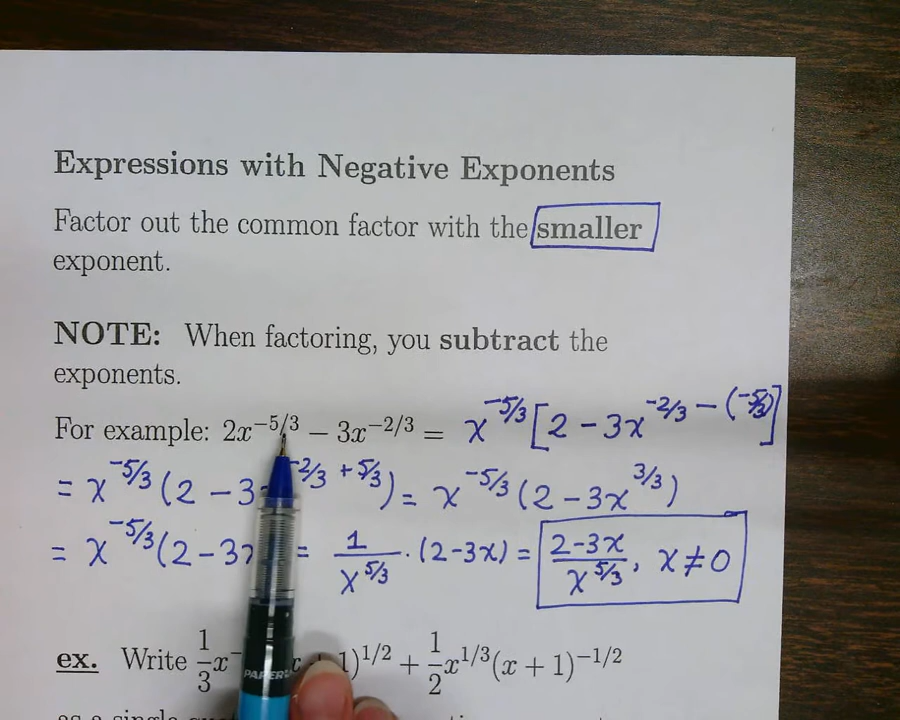 Expressions with Negative Exponents
Factor out the common factor with the smaller
exponent.
NOTE: When factoring, you subtract the
exponents.
For example: 2x^{-5/3} - 3x^{-2/3} = x^{-5/3} [2 - 3x^{-2/3 - (-5/3)}]
= x^{-5/3} (2 - 3 ^{-2/3 + 5/3}) = x^{-5/3} (2 - 3x^{3/3})
= x^{-5/3} (2 - 3x = 1/x^{5/3} · (2 - 3x) = (2-3x)/x^{5/3}, x ≠ 0
ex. Write 1/3 x^{- 1)^{1/2} + 1/2 x^{1/3} (x + 1)^{-1/2}
as a single